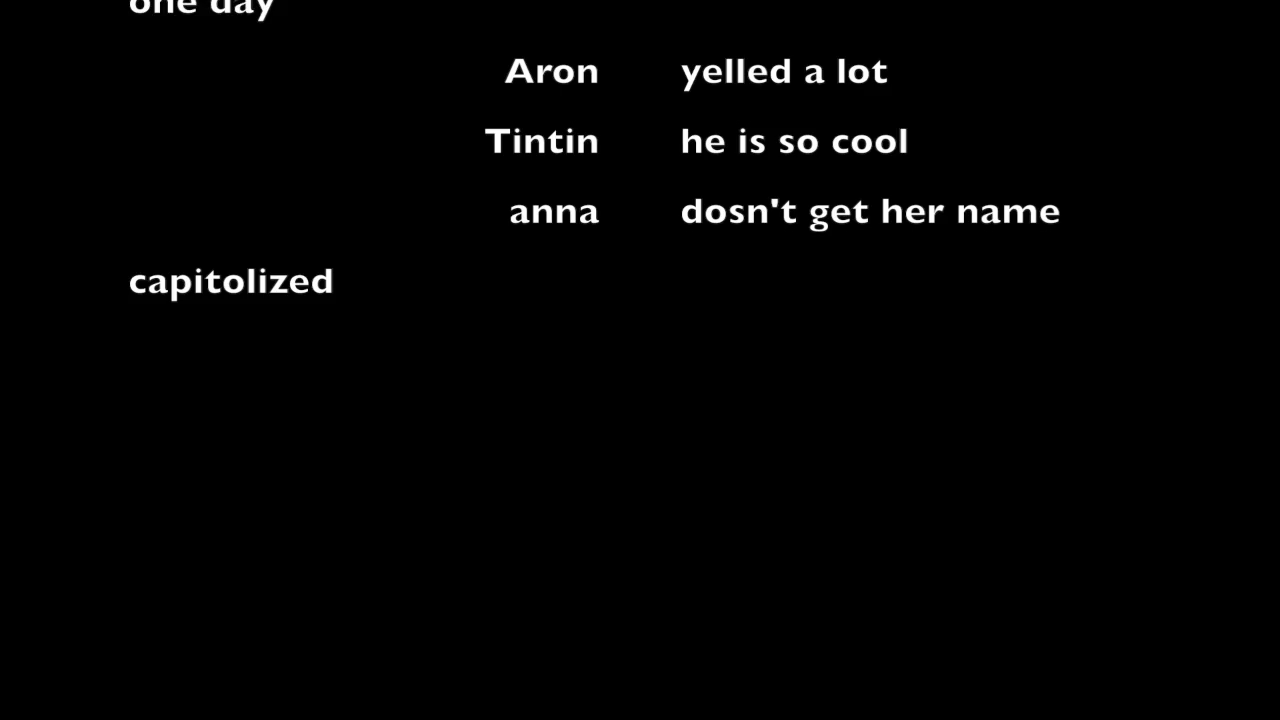 one day
Aron yelled a lot
Tintin he is so cool
anna dosn't get her name
capitolized